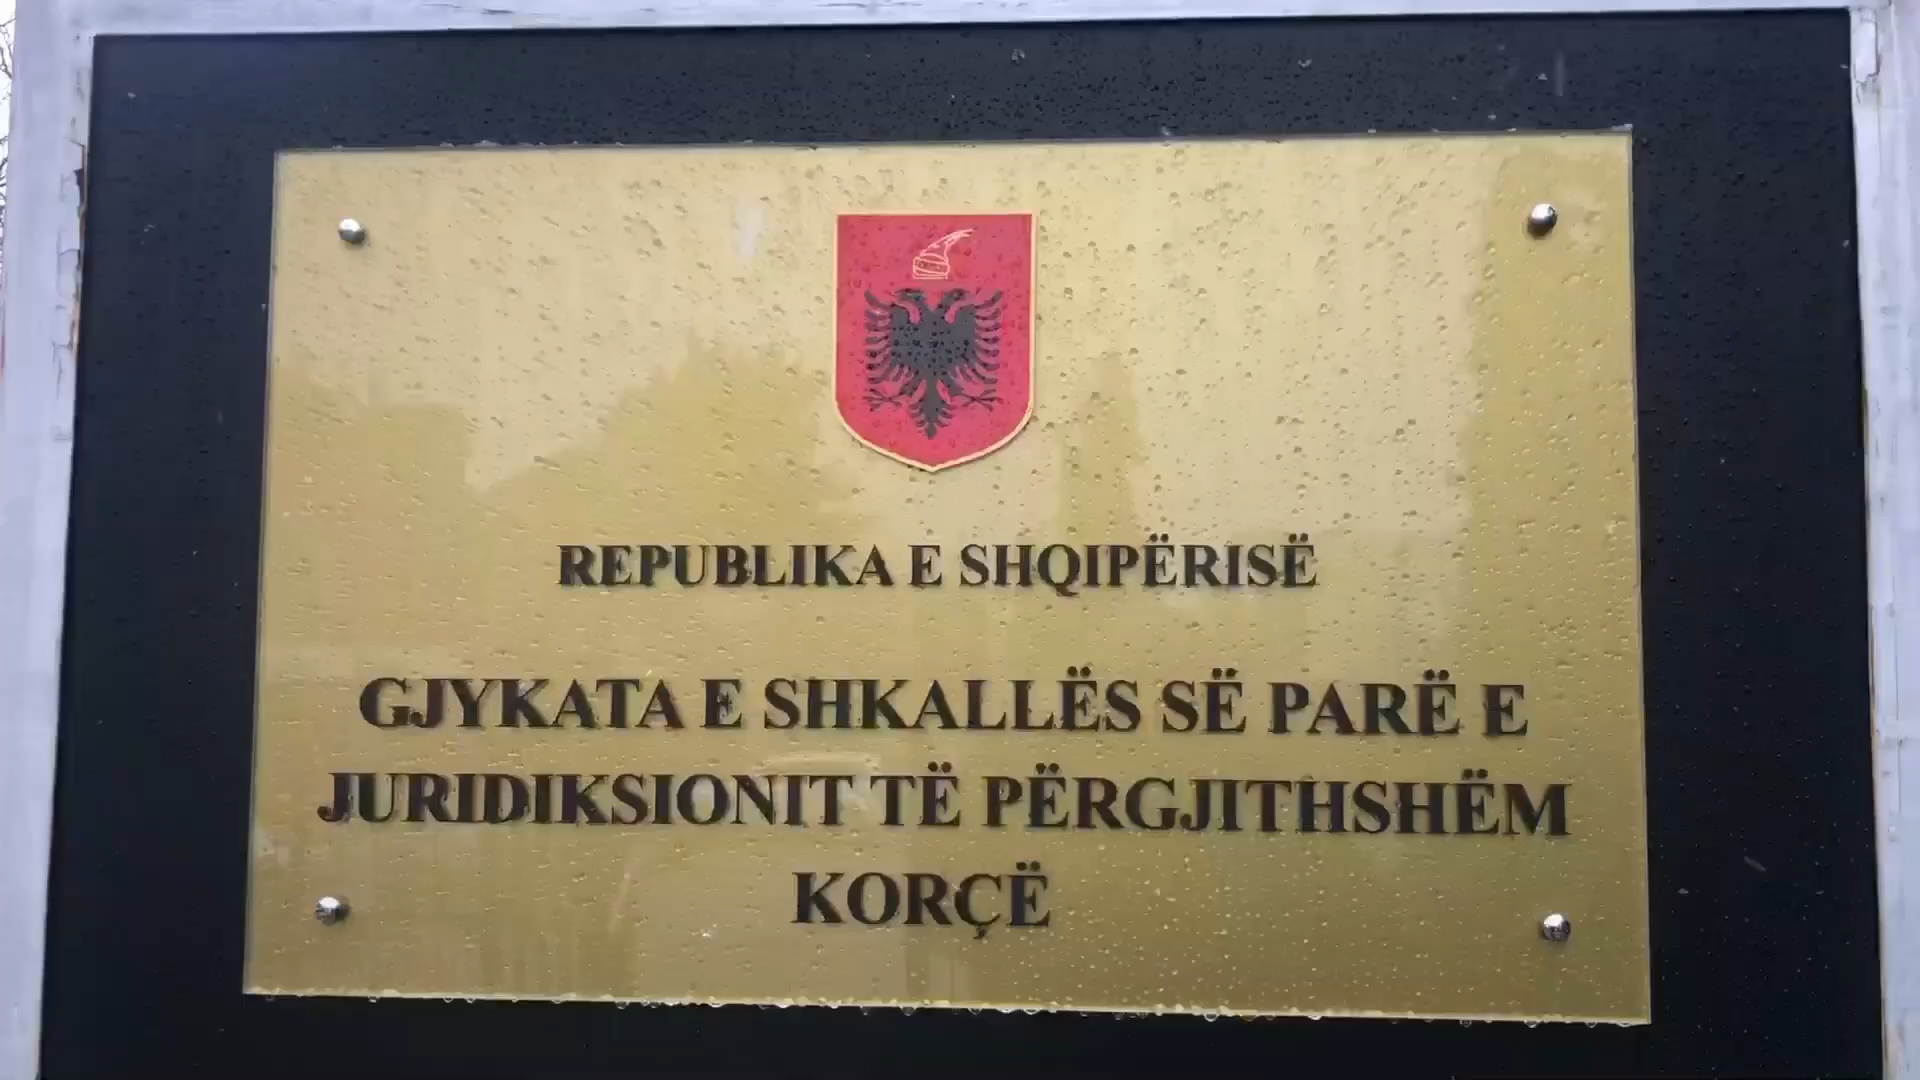 REPUBLIKA E SHQIPËRISË
GJYKATA E SHKALLËS SË PARË E
JURIDIKSIONIT TË PËRGJITHSHËM
KORÇË